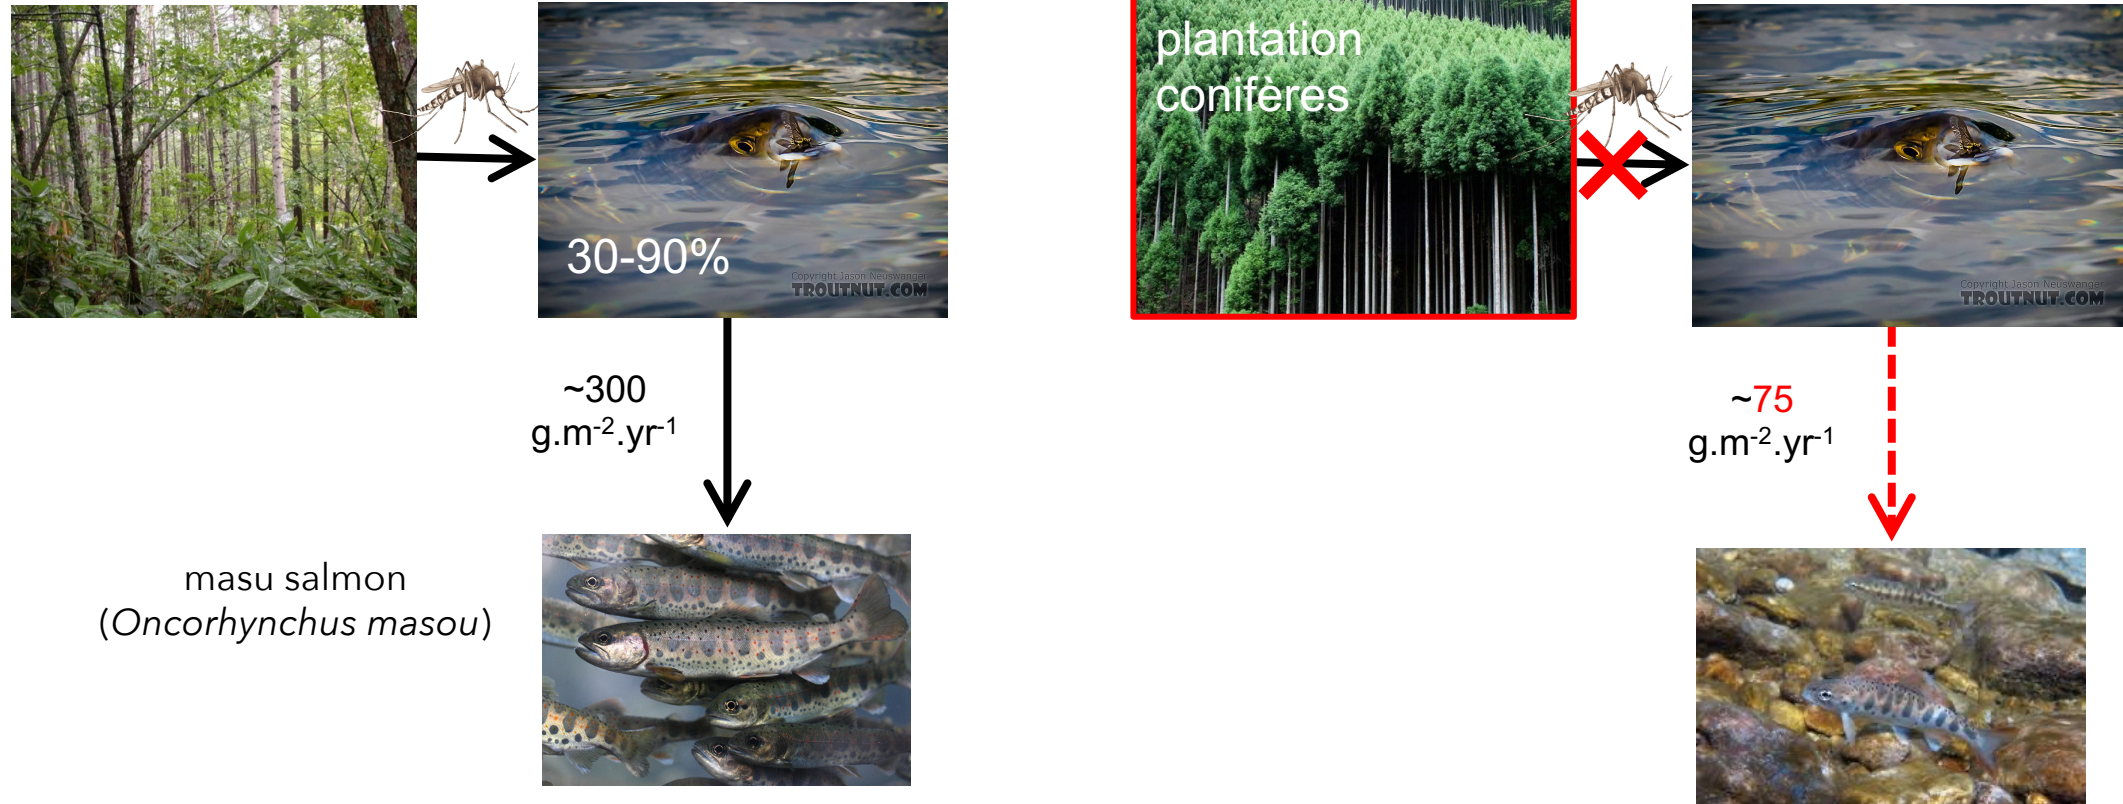 plantation
conifères
30-90%
Copyright Jason Neuswanger
TROUTNUT.COM
Copyright Jason Neuswanger
TROUTNUT.COM
~300
g.m-2.yr-1
~75
g.m-2.yr-1
masu salmon
(Oncorhynchus masou)